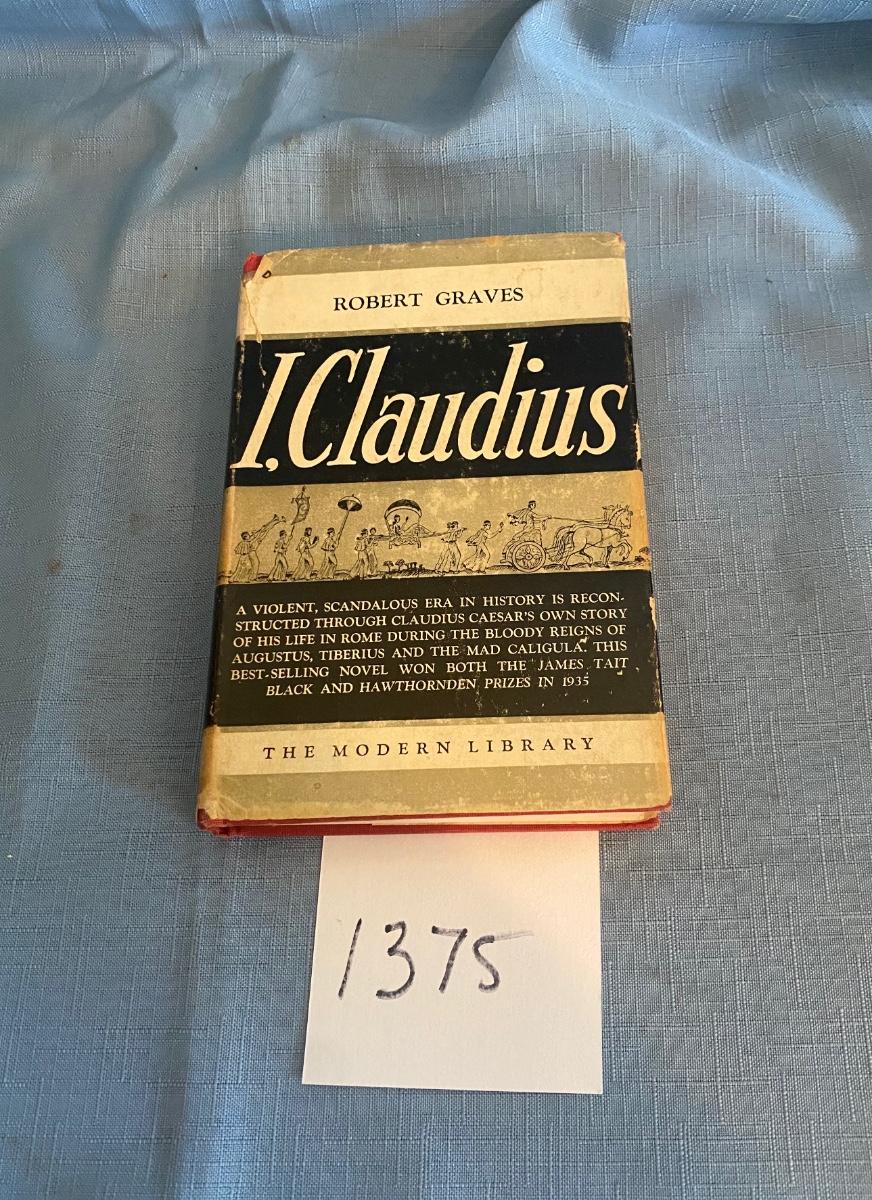 ROBERT GRAVES
I, Claudius
A VIOLENT, SCANDALOUS ERA IN HISTORY IS RECON-
STRUCTED THROUGH CLAUDIUS CAESAR'S OWN STORY
OF HIS LIFE IN ROME DURING THE BLOODY REIGNS OF
AUGUSTUS, TIBERIUS AND THE MAD CALIGULA. THIS
BEST-SELLING NOVEL WON BOTH THE JAMES TAIT
BLACK AND HAWTHORNDEN PRIZES IN 1935
THE MODERN LIBRARY
1375